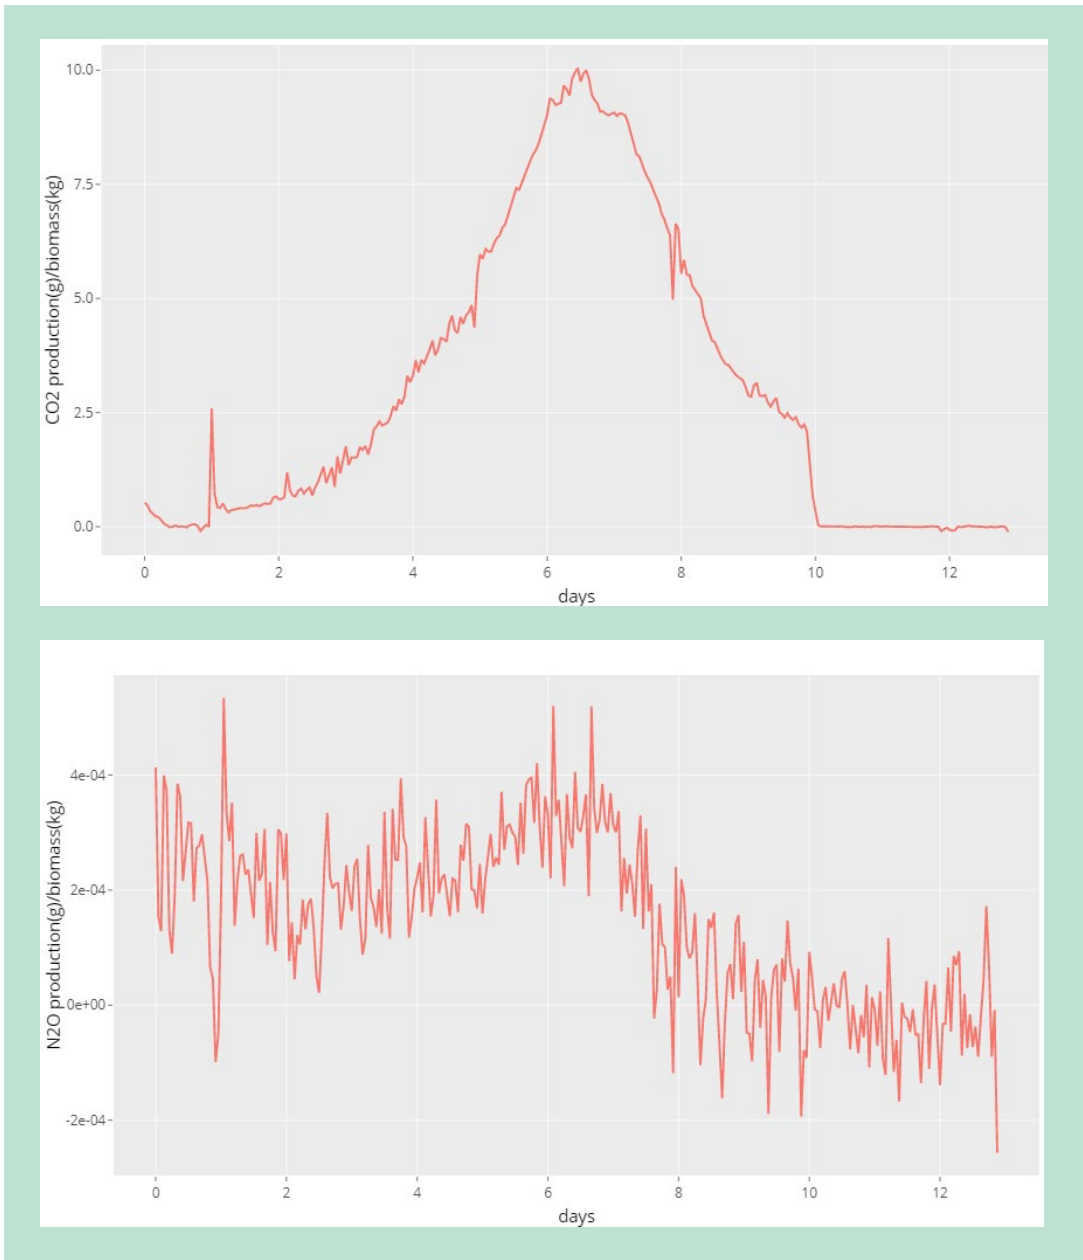 CO2 production(g)/biomass(kg)
10.0
7.5
5.0
2.5
0.0
0 2 4 6 8 10 12
days
N2O production(g)/biomass(kg)
4e-04
2e-04
0e+00
-2e-04
0 2 4 6 8 10 12
days